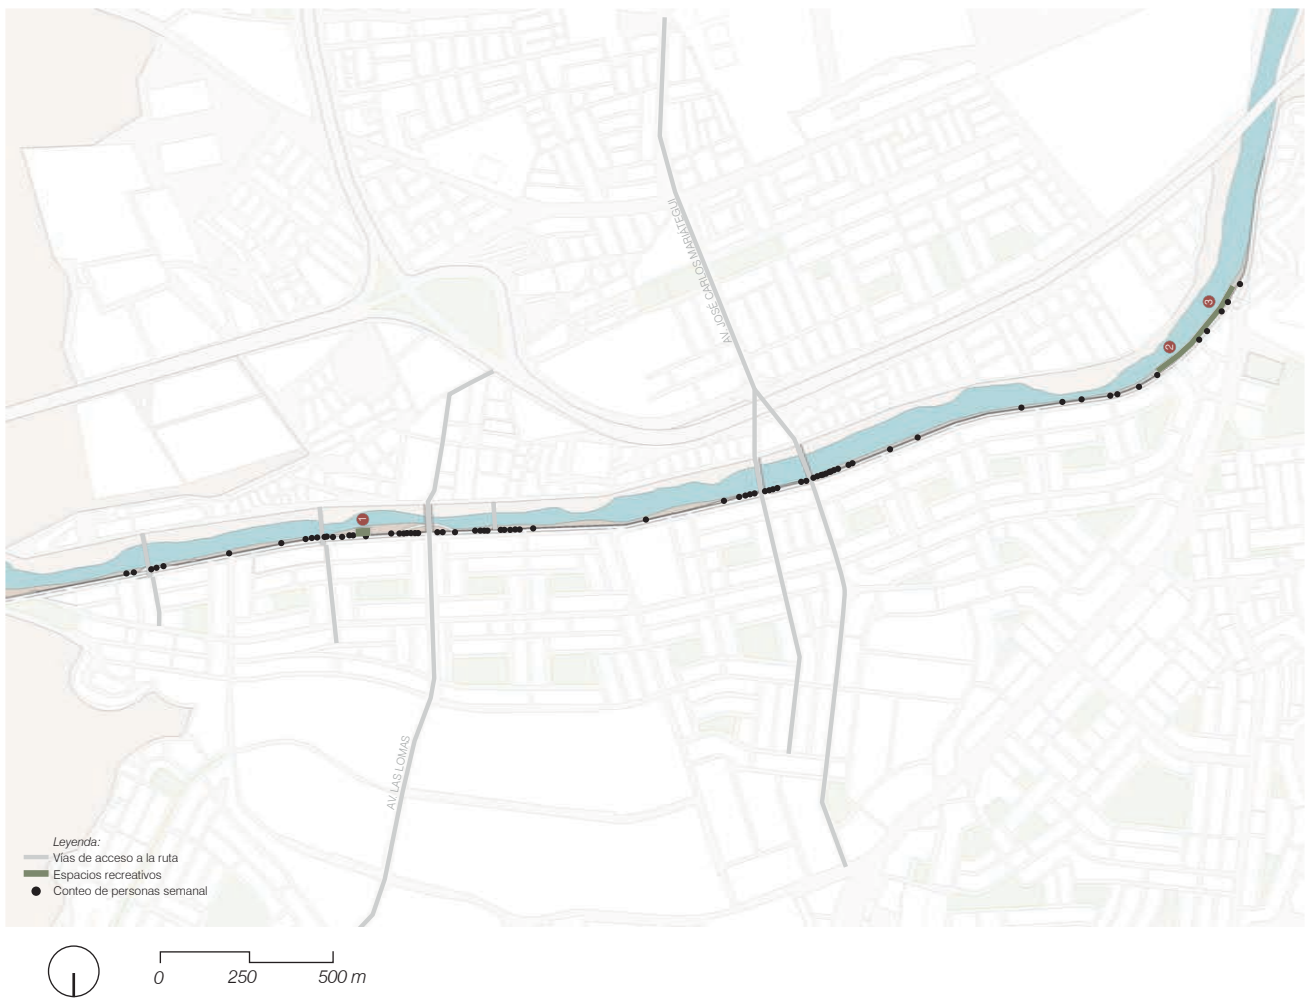 AV. JOSÉ CARLOS MARIÁTEGUI
3
2
1
AV. LAS LOMAS
Leyenda:
Vías de acceso a la ruta
Espacios recreativos
Conteo de personas semanal
0 250 500 m